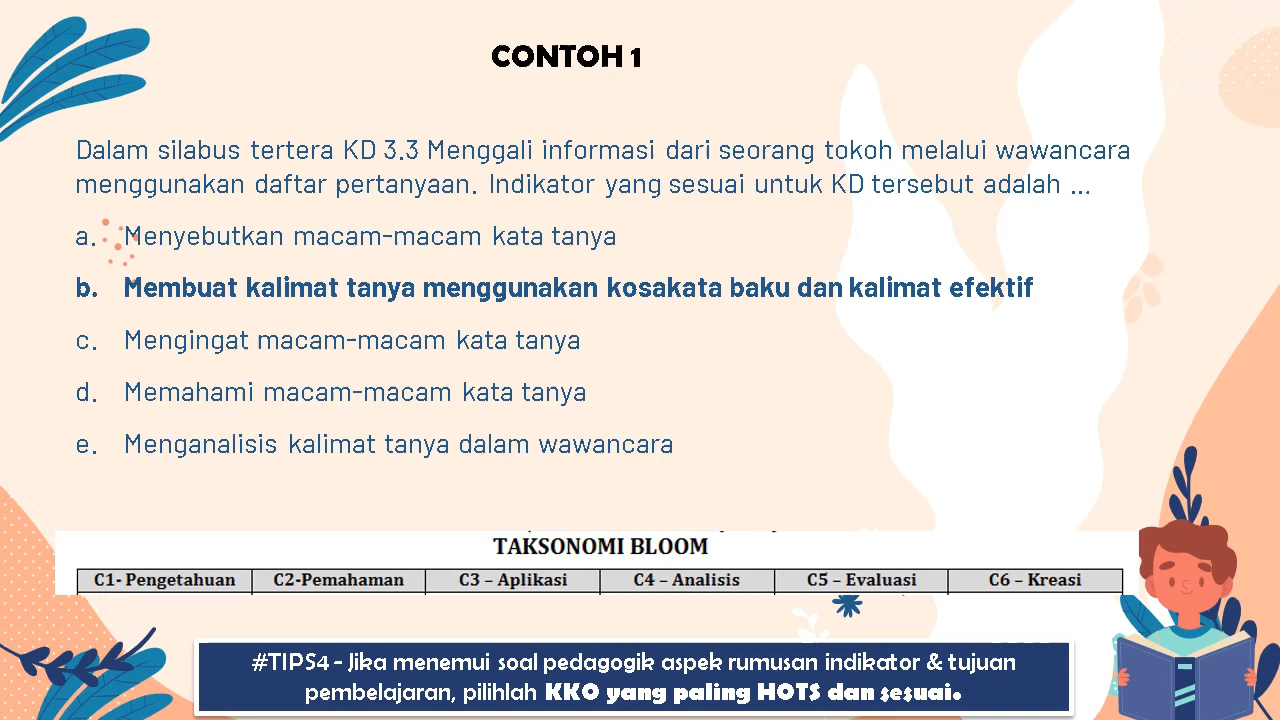 CONTOH 1
Dalam silabus tertera KD 3.3 Menggali informasi dari seorang tokoh melalui wawancara
menggunakan daftar pertanyaan. Indikator yang sesuai untuk KD tersebut adalah ...
a. Menyebutkan macam-macam kata tanya
b. Membuat kalimat tanya menggunakan kosakata baku dan kalimat efektif
c. Mengingat macam-macam kata tanya
d. Memahami macam-macam kata tanya
e. Menganalisis kalimat tanya dalam wawancara
TAKSONOMI BLOOM
C1- Pengetahuan C2-Pemahaman C3 – Aplikasi C4 – Analisis C5 – Evaluasi C6 – Kreasi
#TIPS4 - Jika menemui soal pedagogik aspek rumusan indikator & tujuan
pembelajaran, pilihlah KKO yang paling HOTS dan sesuai.